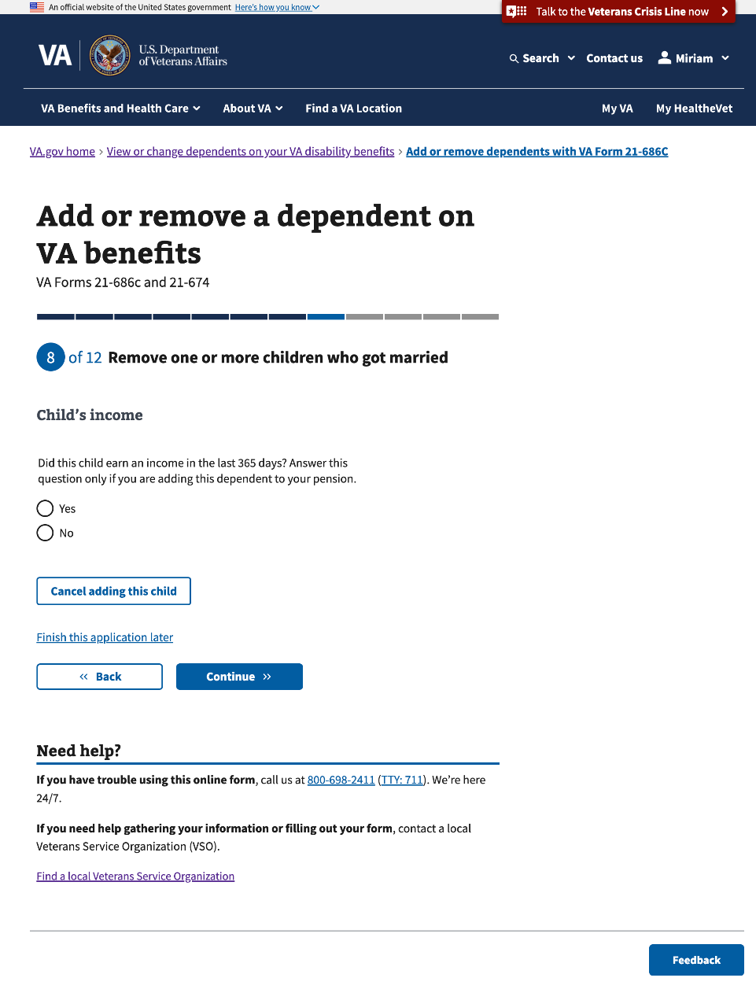 An official website of the United States government Here's how you know
Talk to the Veterans Crisis Line now
VA U.S. Department
of Veterans Affairs
Search Contact us Miriam
VA Benefits and Health Care About VA Find a VA Location My VA My HealtheVet
VA.gov home › View or change dependents on your VA disability benefits › Add or remove dependents with VA Form 21-686C
Add or remove a dependent on
VA benefits
VA Forms 21-686c and 21-674
8 of 12 Remove one or more children who got married
Child's income
Did this child earn an income in the last 365 days? Answer this
question only if you are adding this dependent to your pension.
Yes
No
Cancel adding this child
Finish this application later
« Back Continue »
Need help?
If you have trouble using this online form, call us at 800-698-2411 (TTY: 711). We're here
24/7.
If you need help gathering your information or filling out your form, contact a local
Veterans Service Organization (VSO).
Find a local Veterans Service Organization
Feedback